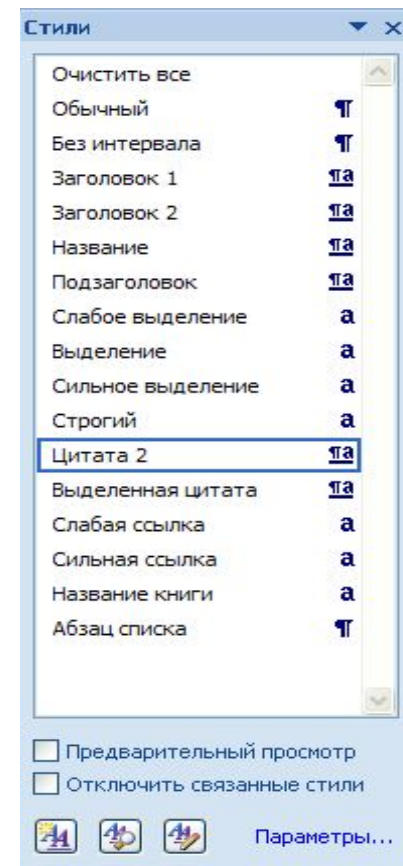 Стили
Очистить все
Обычный ¶
Без интервала ¶
Заголовок 1 ¶a
Заголовок 2 ¶a
Название ¶a
Подзаголовок ¶a
Слабое выделение a
Выделение a
Сильное выделение a
Строгий a
Цитата 2 ¶a
Выделенная цитата ¶a
Слабая ссылка a
Сильная ссылка a
Название книги a
Абзац списка ¶
Предварительный просмотр
Отключить связанные стили
Параметры...